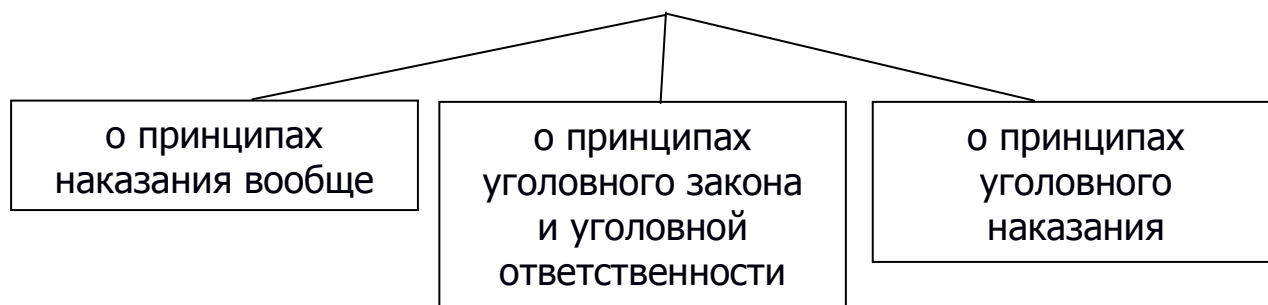 о принципах
наказания вообще
о принципах
уголовного закона
и уголовной
ответственности
о принципах
уголовного
наказания